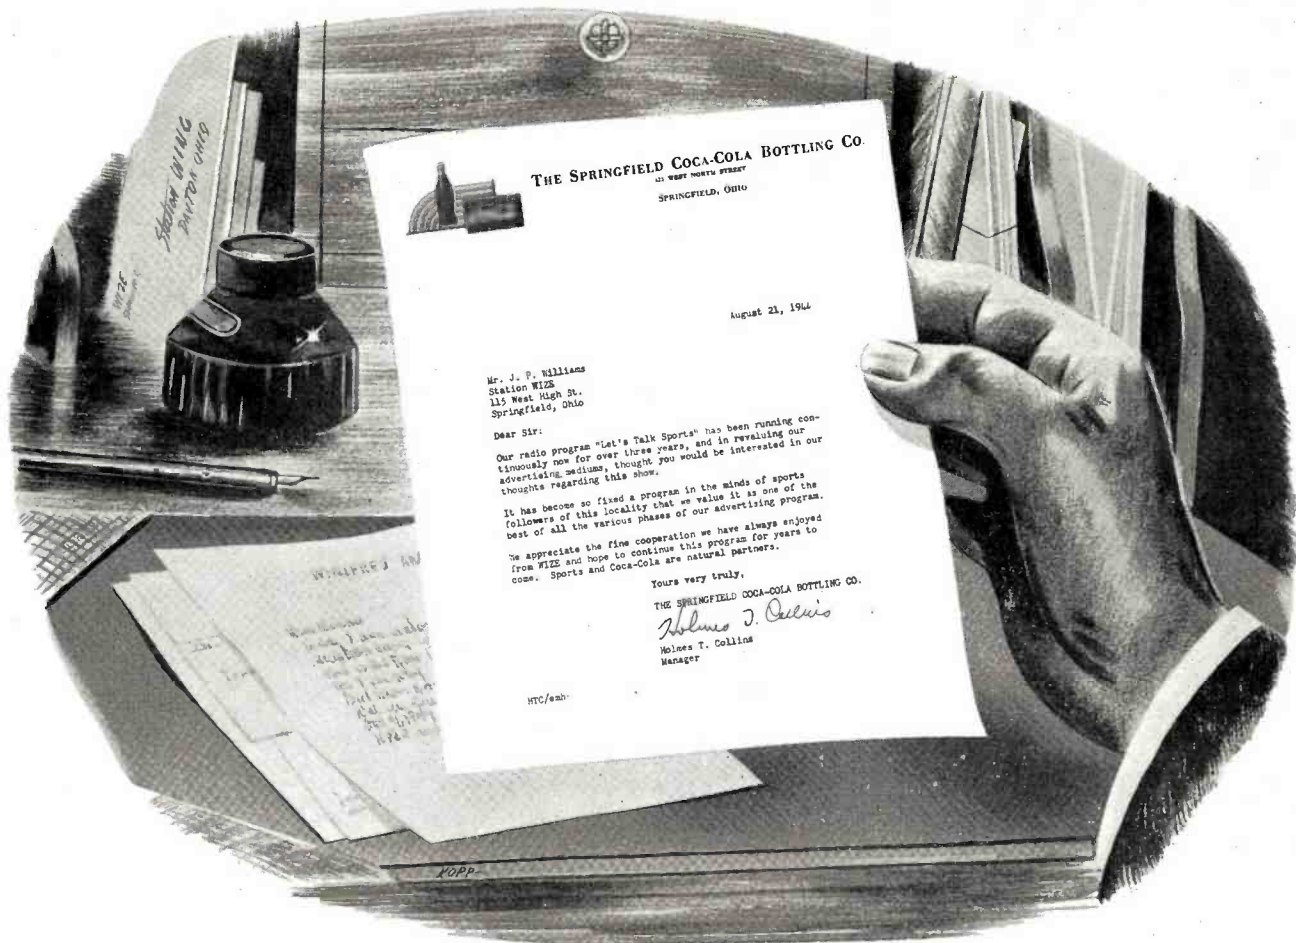 Station WING
DAYTON OHIO
WIZE
THE SPRINGFIELD COCA-COLA BOTTLING CO.
WEST NORTH STREET
SPRINGFIELD, OHIO
August 21, 1944
Mr. J. P. Williams
Station WIZE
115 West High St.
Springfield, Ohio
Dear Sir:
Our radio program "Let's Talk Sports" has been running con-
tinuously now for over three years, and in revaluing our
advertising mediums, thought you would be interested in our
thoughts regarding this show.
It has become so fixed a program in the minds of sports
followers of this locality that we value it as one of the
best of all the various phases of our advertising program.
We appreciate the fine cooperation we have always enjoyed
from WIZE and hope to continue this program for years to
come. Sports and Coca-Cola are natural partners.
Yours very truly,
THE SPRINGFIELD COCA-COLA BOTTLING CO.
Holmes T. Collins
Holmes T. Collins
Manager
HTC/emh
WINIFRED
KOPP